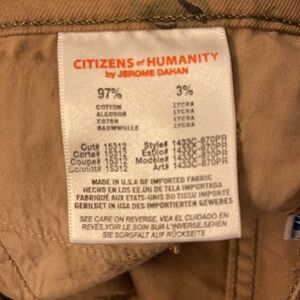 CITIZENS of HUMANITY
by JEROME DAHAN
97% 3%
COTTON LYCRA
ALGODON LYCRA
COTON LYCRA
BAUMWOLLE LYCRA
Cut# 15312 Style# 1433C-870PR
Corte# 15312 Estilo# 1433C-870PR
Coupe# 15312 Modele# 1433C-870PR
Schnitt# 15312 Art# 1433C-870PR
MADE IN U.S.A OF IMPORTED FABRIC
HECHO EN LOS EE.UU DE TELA IMPORTADA
FABRIQUÉ AUX ETATS-UNIS DU TISSU IMPORTÉ
GEBILDET IN USA DES IMPORTIERTEN GEWEBES
SEE CARE ON REVERSE, VEA EL CUIDADO EN
REVES, VOIR LE SOIN SUR L'INVERSE, SEHEN
SIE SORGFALT AUF RÜCKSEITE